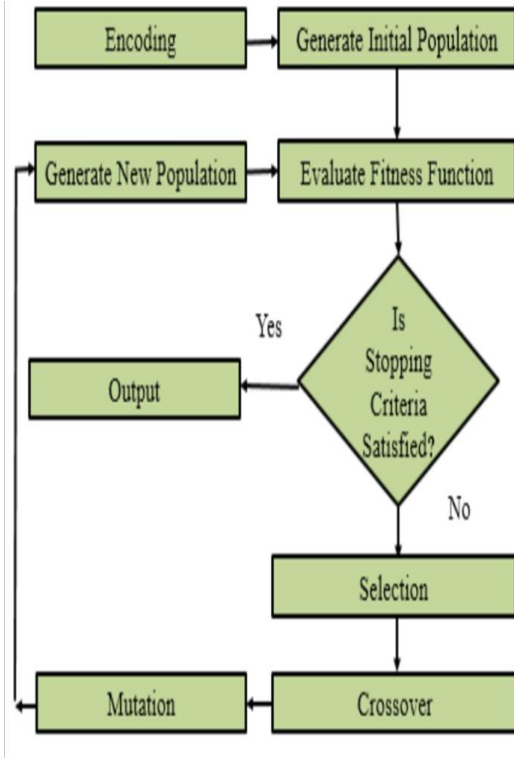 Encoding
Generate Initial Population
Generate New Population
Evaluate Fitness Function
Yes
Is
Stopping
Criteria
Satisfied?
Output
No
Selection
Mutation
Crossover